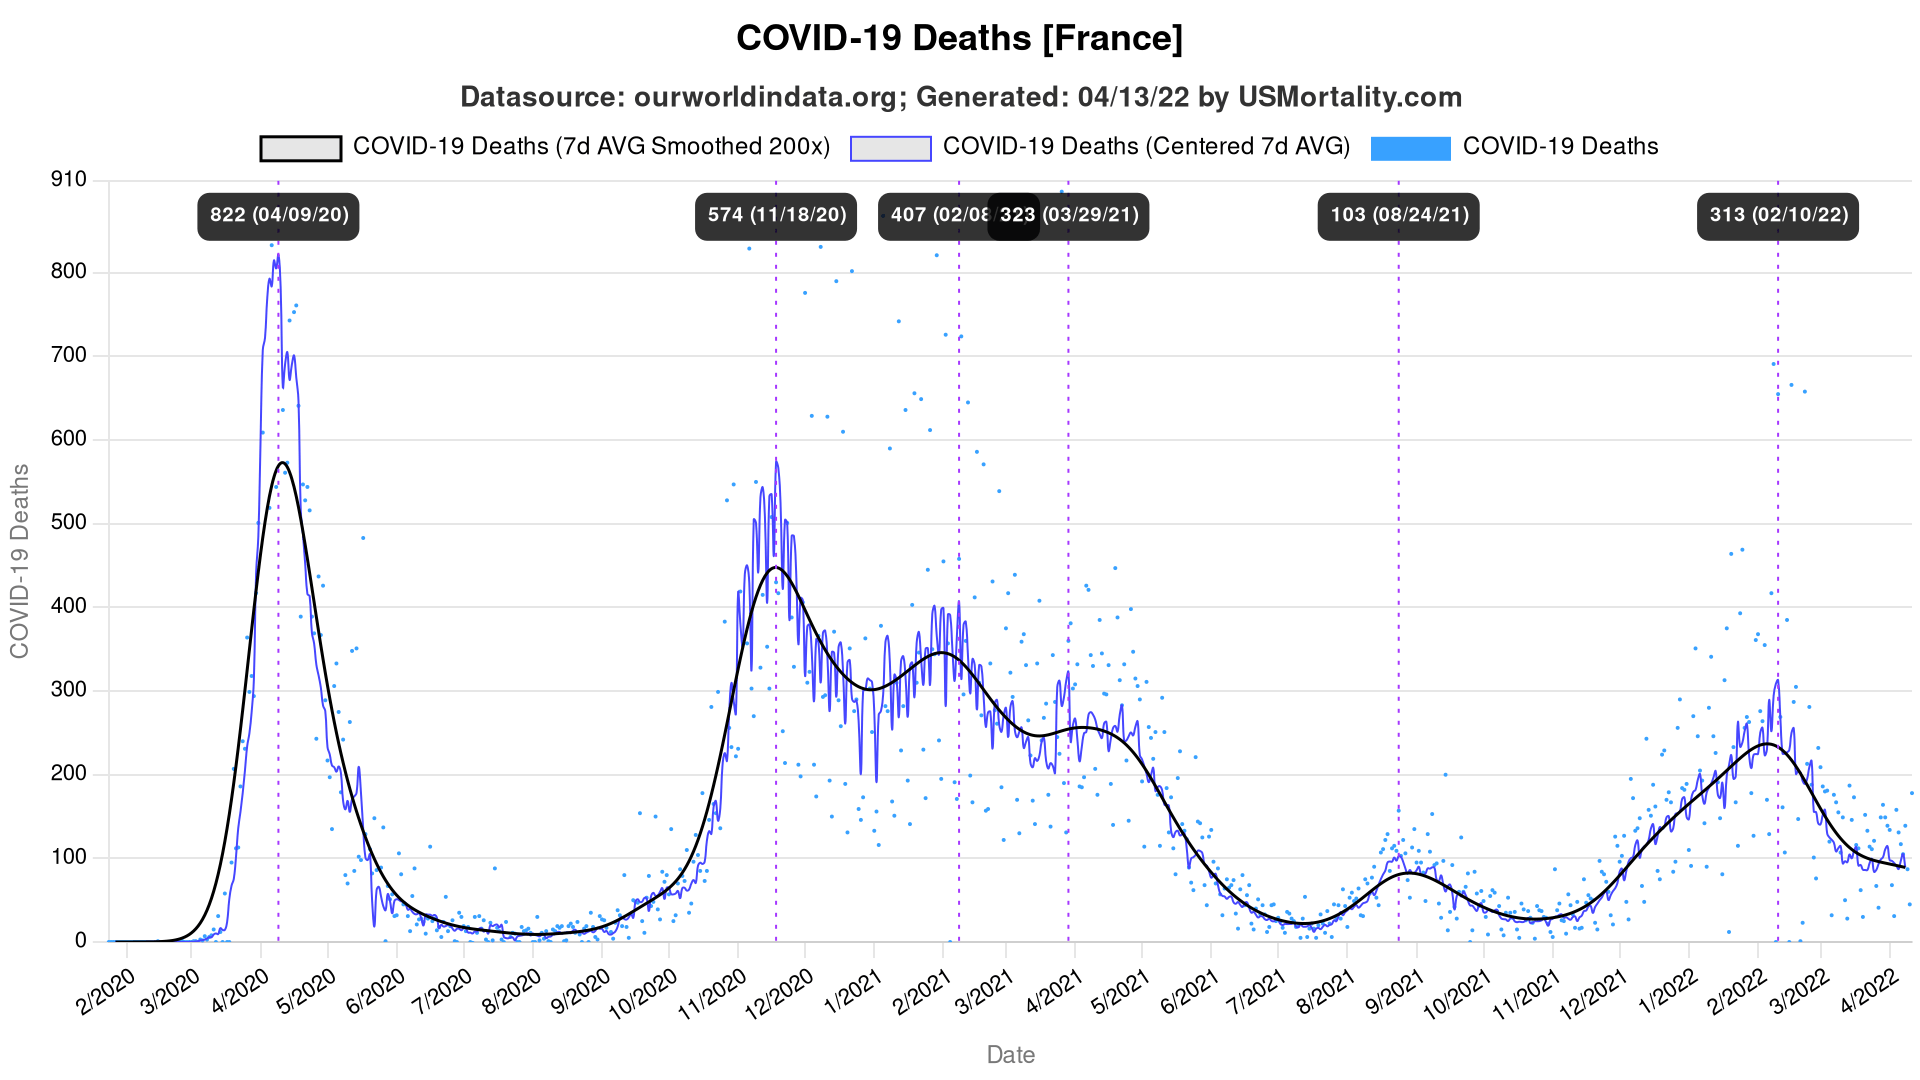 COVID-19 Deaths [France]
Datasource: ourworldindata.org; Generated: 04/13/22 by USMortality.com
COVID-19 Deaths (7d AVG Smoothed 200x) COVID-19 Deaths (Centered 7d AVG) COVID-19 Deaths
910
822 (04/09/20) 574 (11/18/20) 407 (02/08 323 (03/29/21) 103 (08/24/21) 313 (02/10/22)
800
700
600
500
400
300
200
100
0
COVID-19 Deaths
2/2020 3/2020 4/2020 5/2020 6/2020 7/2020 8/2020 9/2020 10/2020 11/2020 12/2020 1/2021 2/2021 3/2021 4/2021 5/2021 6/2021 7/2021 8/2021 9/2021 10/2021 11/2021 12/2021 1/2022 2/2022 3/2022 4/2022
Date